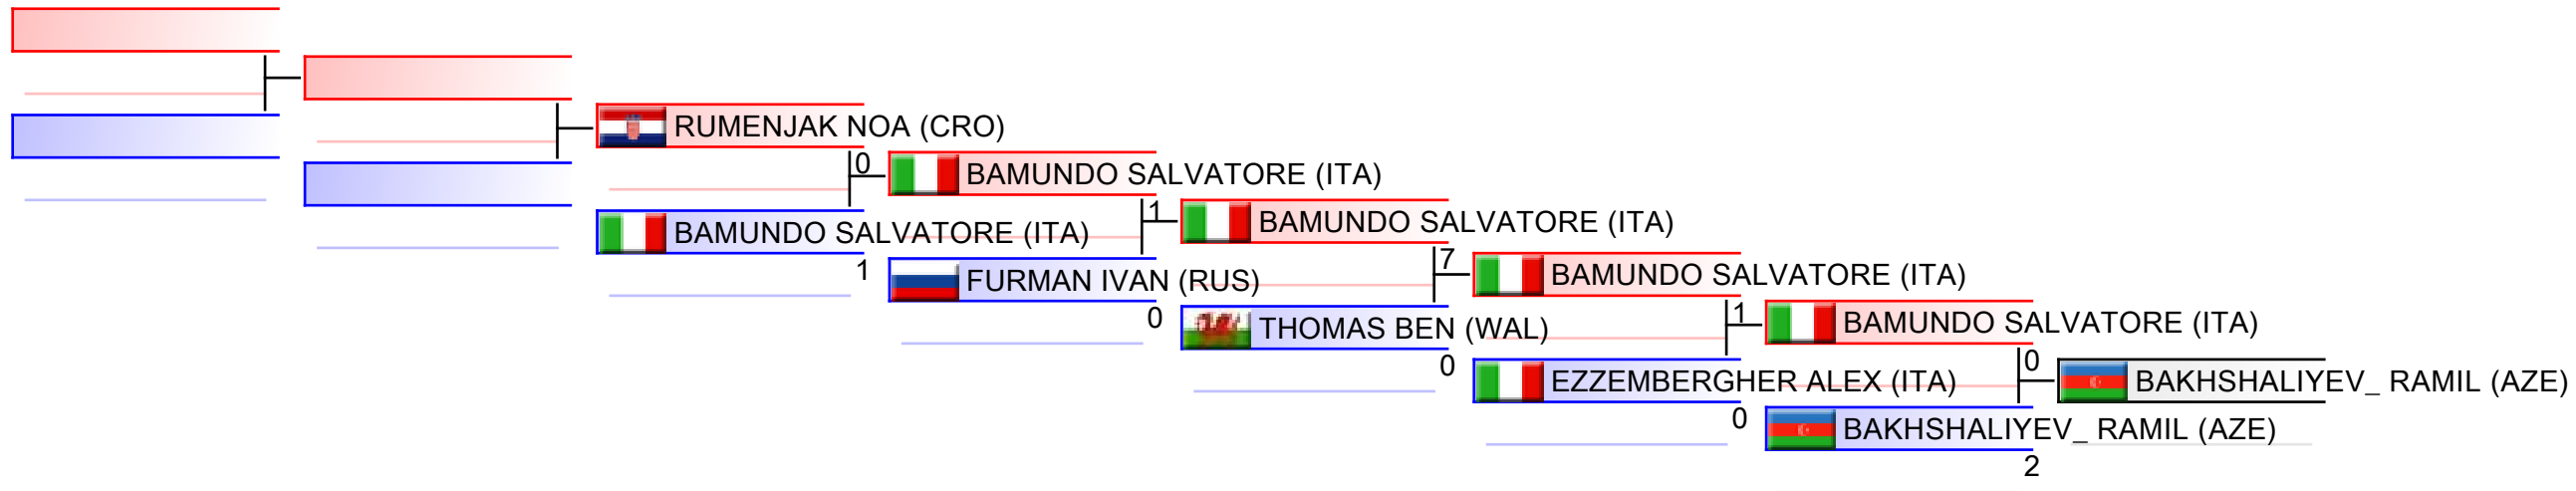 RUMENJAK NOA (CRO)
0
BAMUNDO SALVATORE (ITA)
BAMUNDO SALVATORE (ITA)
1
1
BAMUNDO SALVATORE (ITA)
FURMAN IVAN (RUS)
0
7
BAMUNDO SALVATORE (ITA)
THOMAS BEN (WAL)
0
1
BAMUNDO SALVATORE (ITA)
EZZEMBERGHER ALEX (ITA)
0
0
BAKHSHALIYEV_ RAMIL (AZE)
BAKHSHALIYEV_ RAMIL (AZE)
2